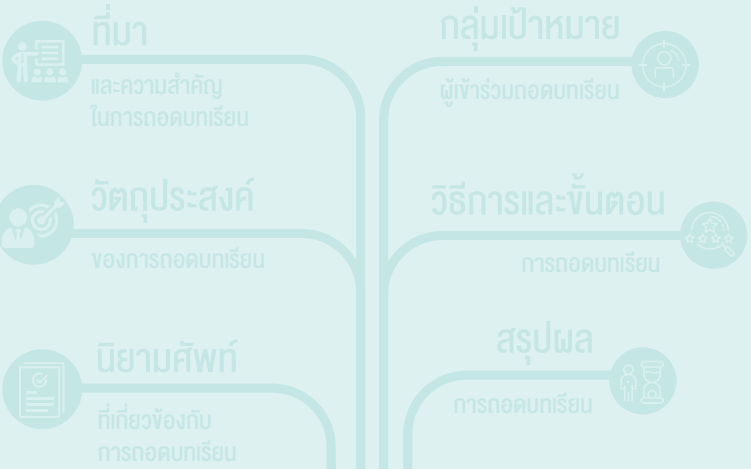 ที่มา
และความสำคัญ
ในการถอดบทเรียน
วัตถุประสงค์
ของการถอดบทเรียน
นิยามศัพท์
ที่เกี่ยวข้องกับ
การถอดบทเรียน
กลุ่มเป้าหมาย
ผู้เข้าร่วมถอดบทเรียน
วิธีการและขั้นตอน
การถอดบทเรียน
สรุปผล
การถอดบทเรียน